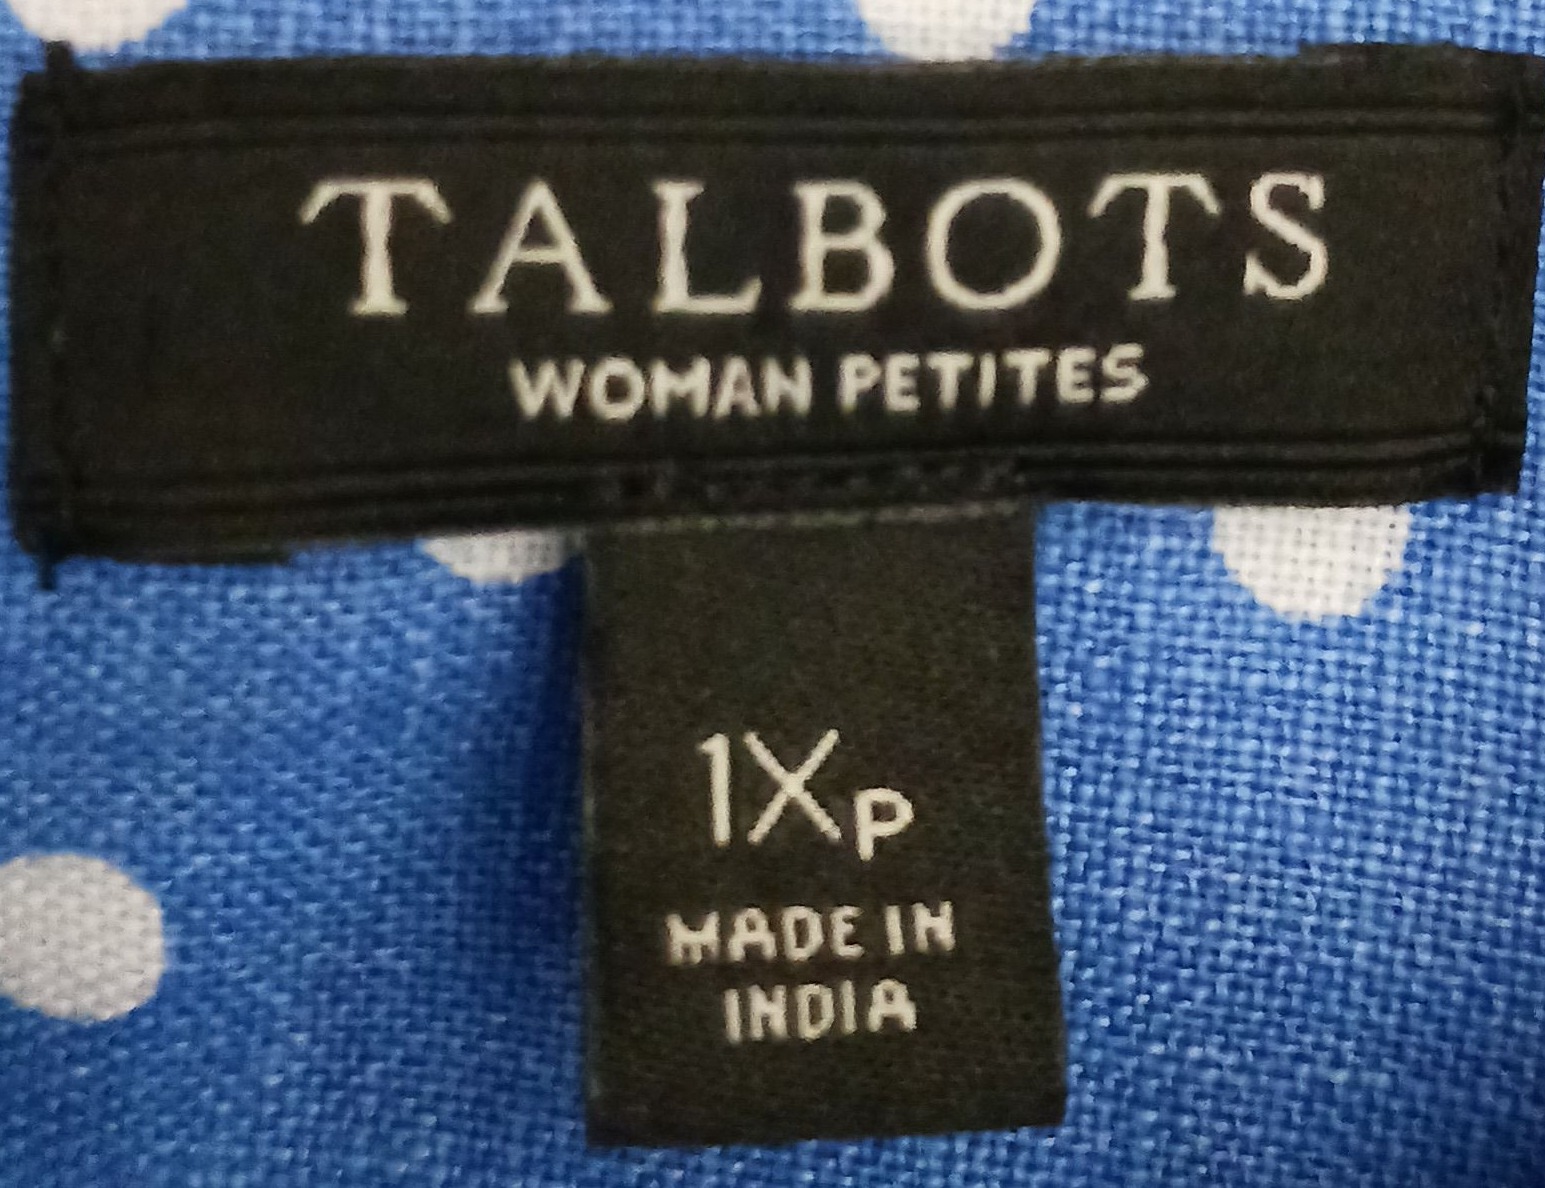 TALBOTS
WOMAN PETITES
1XP
MADE IN
INDIA